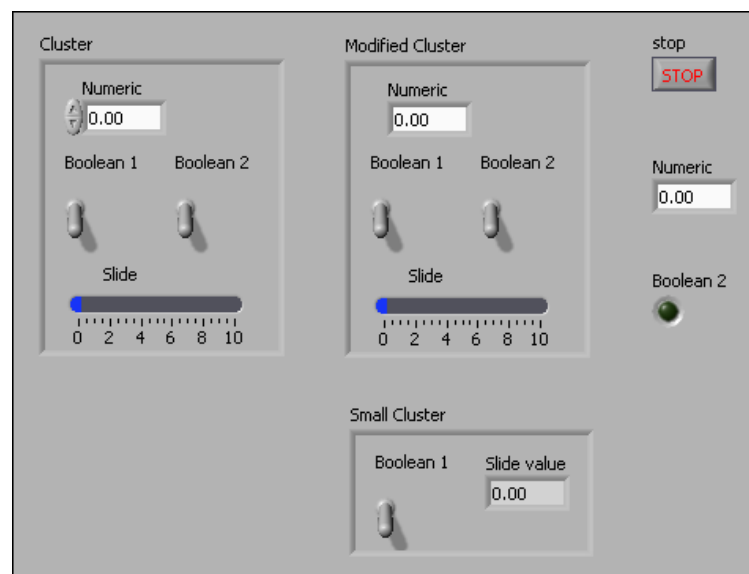 Cluster
Numeric
0.00
Boolean 1 Boolean 2
Slide
0 2 4 6 8 10
Modified Cluster
Numeric
0.00
Boolean 1 Boolean 2
Slide
0 2 4 6 8 10
stop
STOP
Numeric
0.00
Boolean 2
Small Cluster
Boolean 1 Slide value
0.00